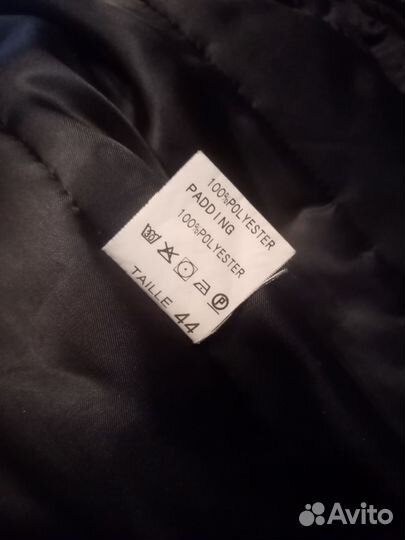 100%POLYESTER
PADDING
100%POLYESTER
30
P
TAILLE 44
Avito